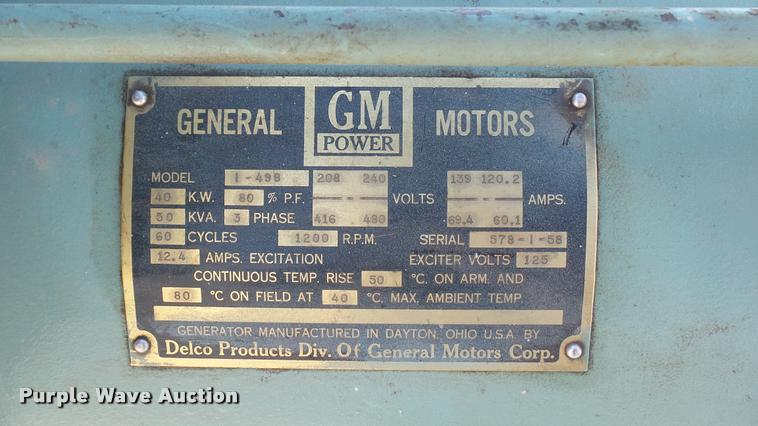 GENERAL GM POWER MOTORS
MODEL 1-498 208 240 139 120.2
40 K.W. 80 % P.F. VOLTS AMPS.
50 KVA. 3 PHASE 416 480 69.4 60.1
60 CYCLES 1200 R.P.M. SERIAL 578-1-58
12.4 AMPS. EXCITATION EXCITER VOLTS 125
CONTINUOUS TEMP. RISE 50 °C. ON ARM. AND
80 °C ON FIELD AT 40 °C. MAX. AMBIENT TEMP.
GENERATOR MANUFACTURED IN DAYTON, OHIO U.S.A. BY
Delco Products Div. Of General Motors Corp.
Purple Wave Auction